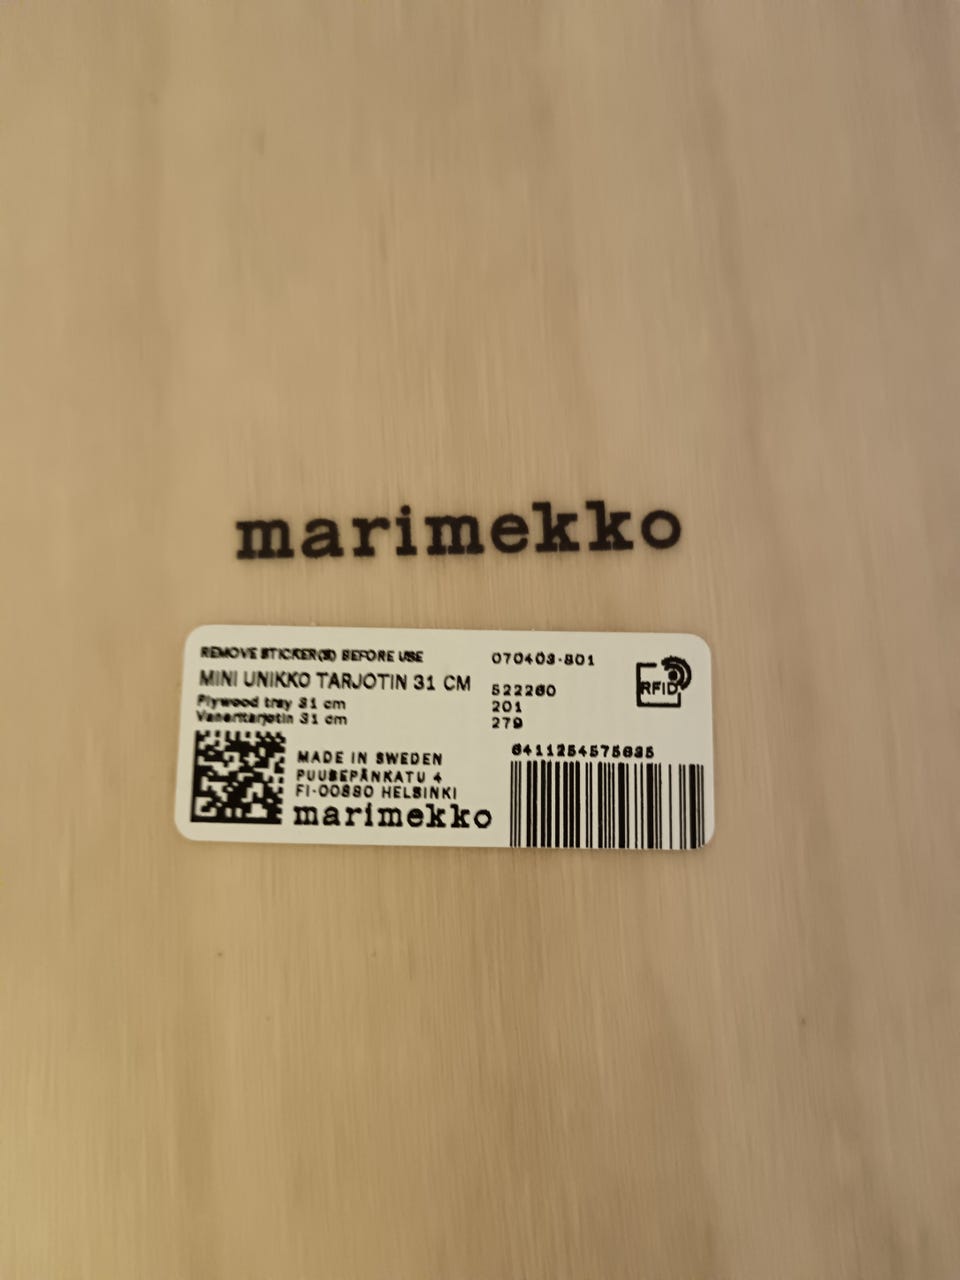 marimekko
REMOVE STICKER(S) BEFORE USE
MINI UNIKKO TARJOTIN 31 CM
Plywood tray 31 cm
Vaneritarjotin 31 cm
070403-801
522260
201
279
RFID
MADE IN SWEDEN
PUUSEPÄNKATU 4
FI-00880 HELSINKI
marimekko